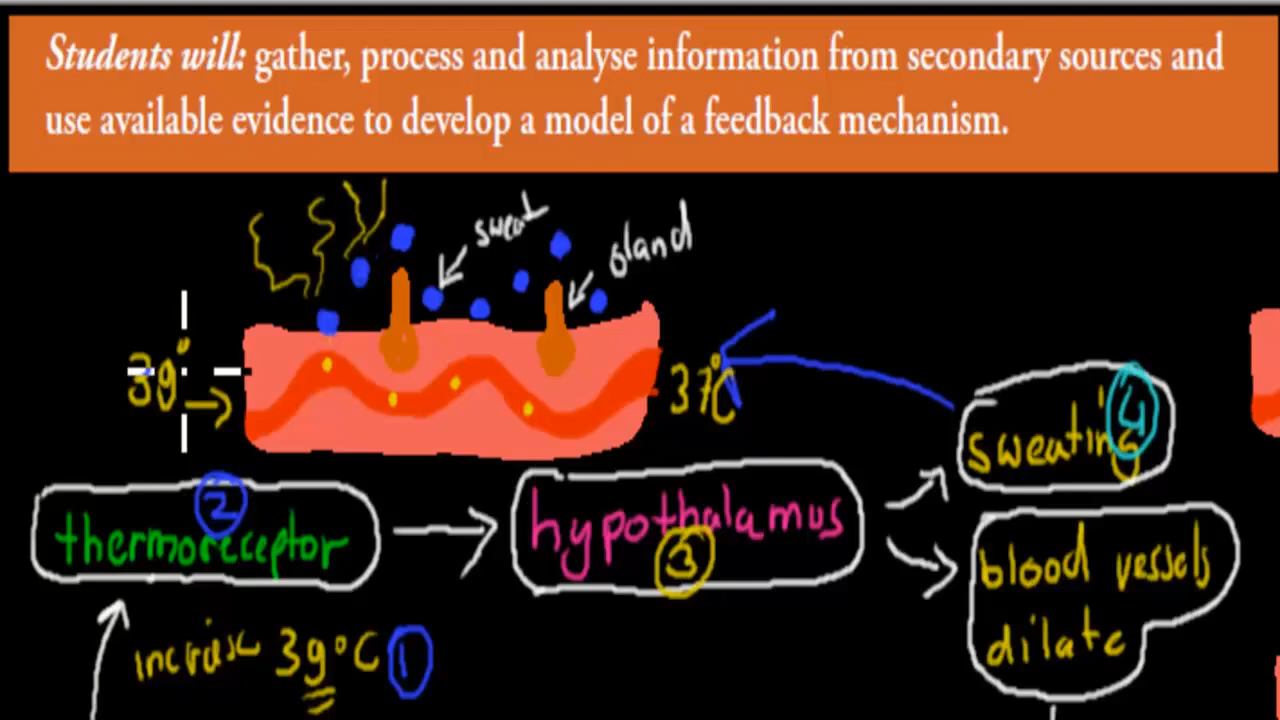 Students will: gather, process and analyse information from secondary sources and
use available evidence to develop a model of a feedback mechanism.
sweat
gland
39°
37°C
sweating 4
thermoreceptor 2
hypothalamus 3
blood vessels
dilate
increase 39°C 1